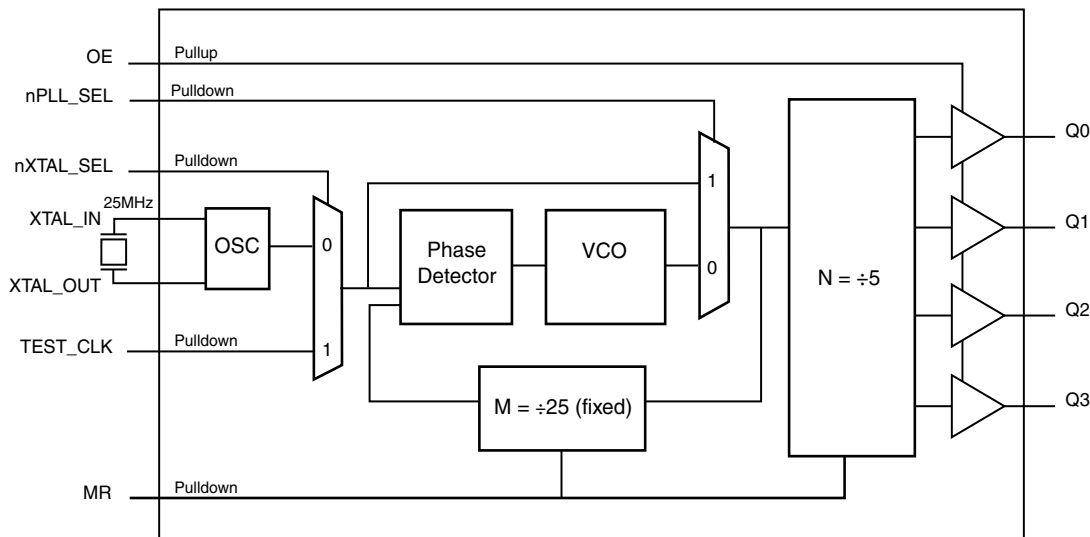 OE
Pullup
nPLL_SEL
Pulldown
nXTAL_SEL
Pulldown
25MHz
XTAL_IN
XTAL_OUT
OSC
TEST_CLK
Pulldown
0
1
Phase
Detector
VCO
1
0
M = ÷25 (fixed)
N = ÷5
Q0
Q1
Q2
Q3
MR
Pulldown